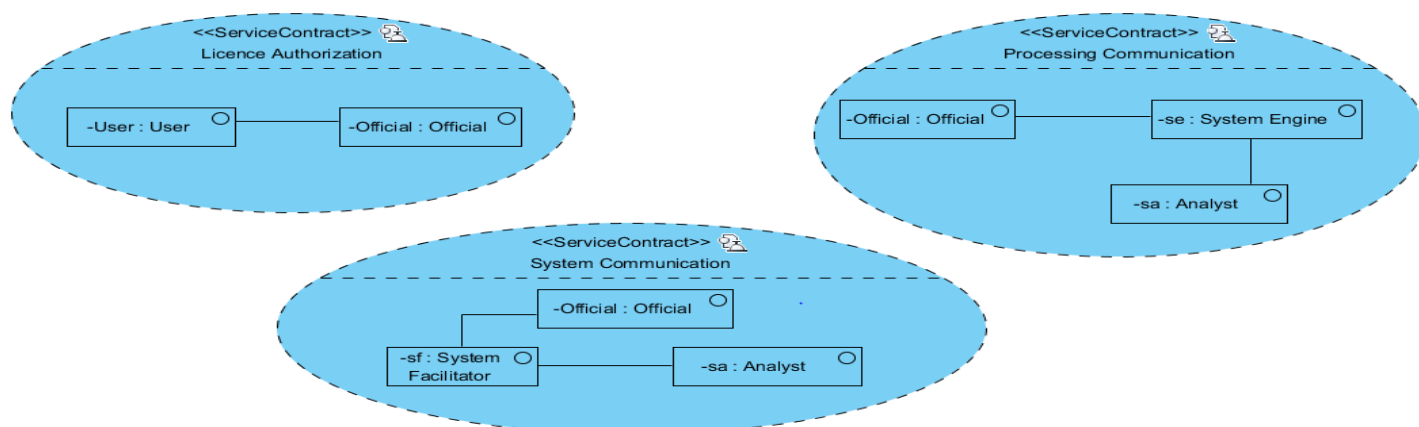 <<ServiceContract>>
Licence Authorization
-User : User
-Official : Official
<<ServiceContract>>
Processing Communication
-Official : Official
-se : System Engine
-sa : Analyst
<<ServiceContract>>
System Communication
-Official : Official
-sf : System
Facilitator
-sa : Analyst